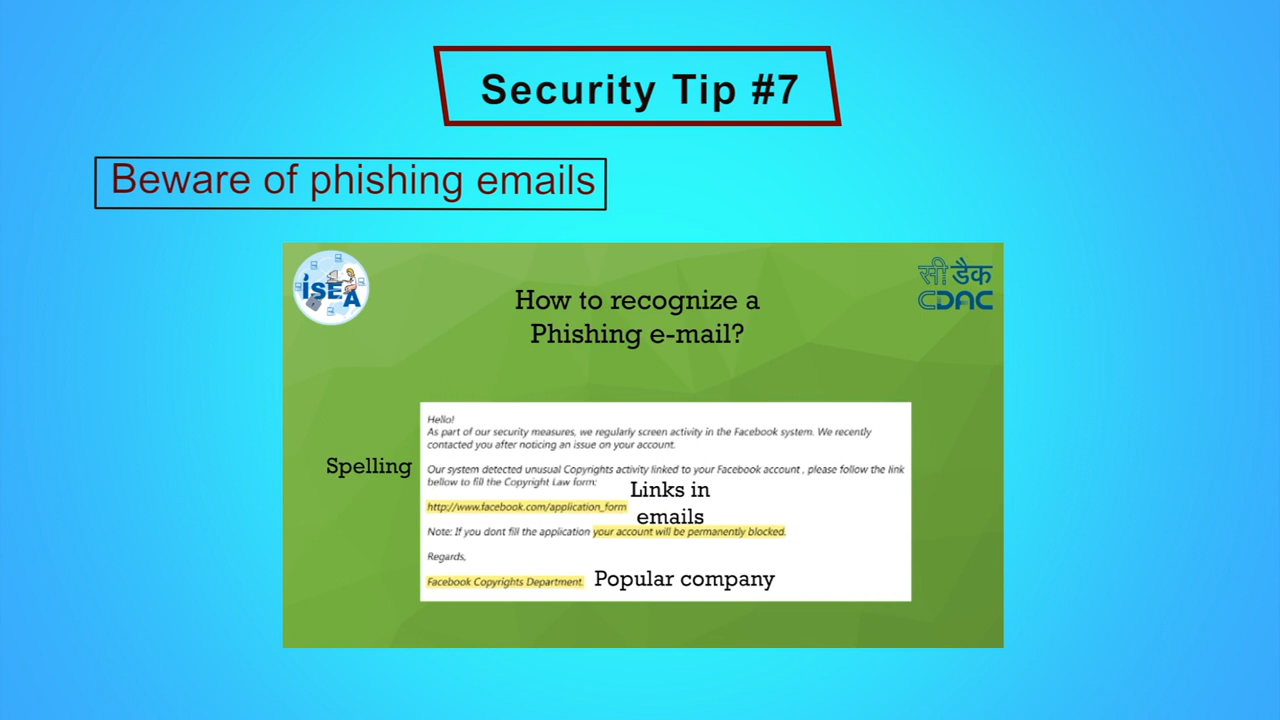 Security Tip #7
Beware of phishing emails
iSEA
सी डैक
CDAC
How to recognize a
Phishing e-mail?
Hello!
As part of our security measures, we regularly screen activity in the Facebook system. We recently
contacted you after noticing an issue on your account.
Spelling
Our system detected unusual Copyrights activity linked to your Facebook account , please follow the link
bellow to fill the Copyright Law form:
Links in
emails
http://www.facebook.com/application_form
Note: If you dont fill the application your account will be permanently blocked.
Regards,
Facebook Copyrights Department.
Popular company